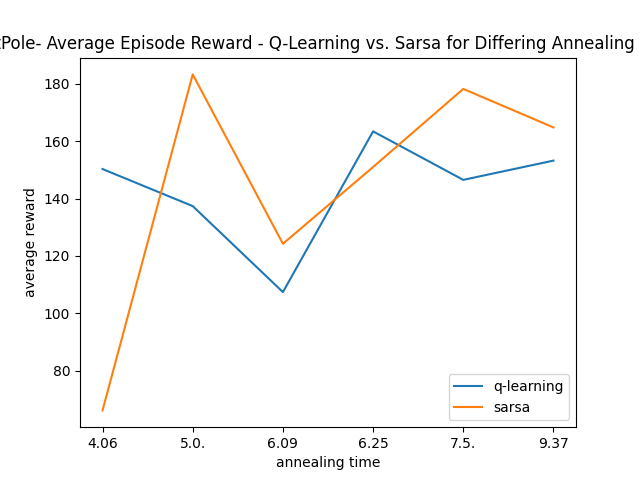 Pole- Average Episode Reward - Q-Learning vs. Sarsa for Differing Annealing
average reward
180
160
140
120
100
80
4.06
5.0.
6.09
6.25
7.5.
9.37
annealing time
q-learning
sarsa